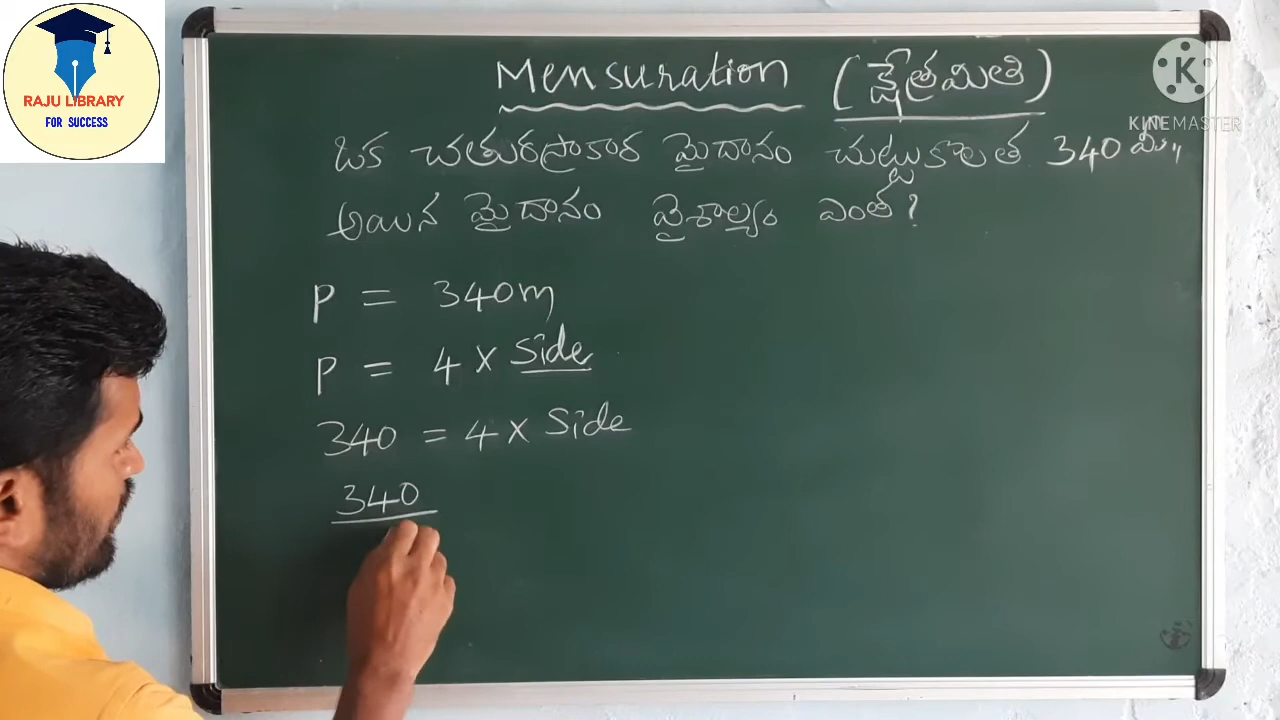 RAJU LIBRARY
FOR SUCCESS
K
KINEMASTER
Mensuration (క్షేత్రమితి)
ఒక చతురస్రాకార మైదానం చుట్టుకొలత 340 మీ,,
అయిన మైదానం వైశాల్యం ఎంత?
P = 340m
P = 4 × Side
340 = 4 × Side
340